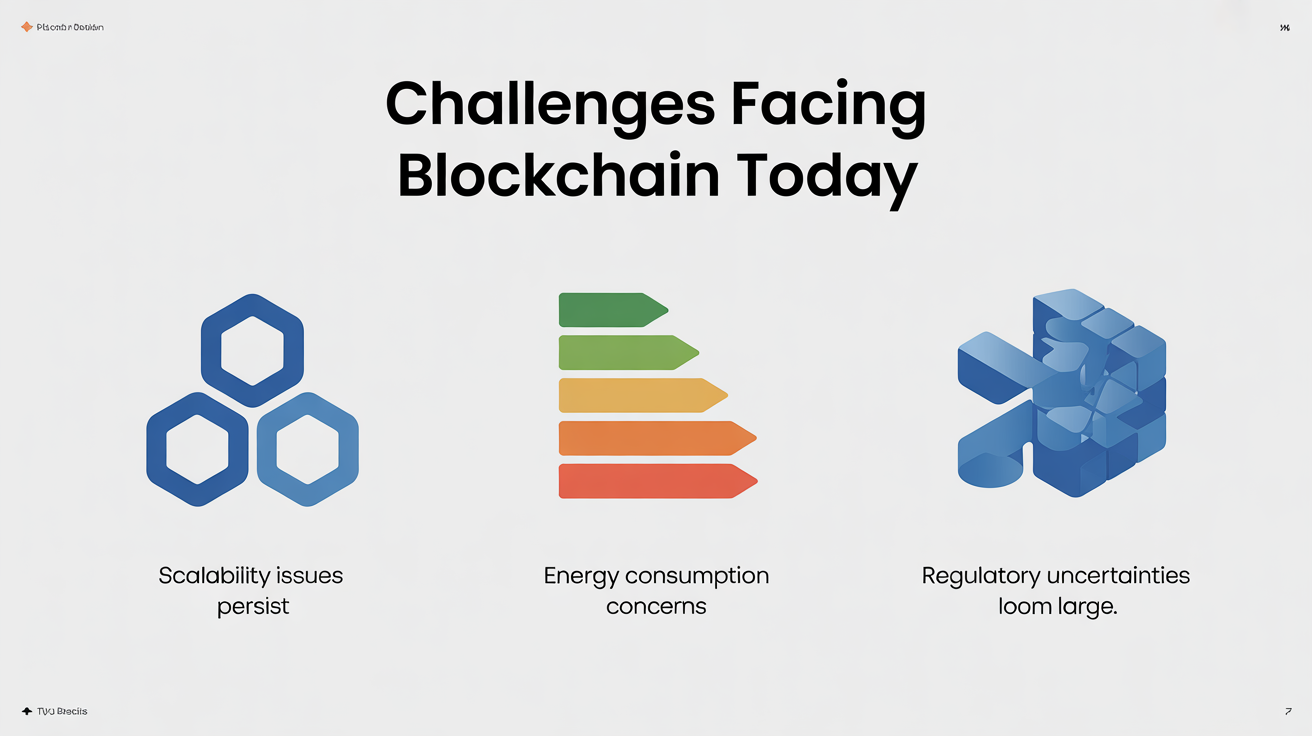 Challenges Facing
Blockchain Today
Scalability issues
persist
Energy consumption
concerns
Regulatory uncertainties
loom large.
7